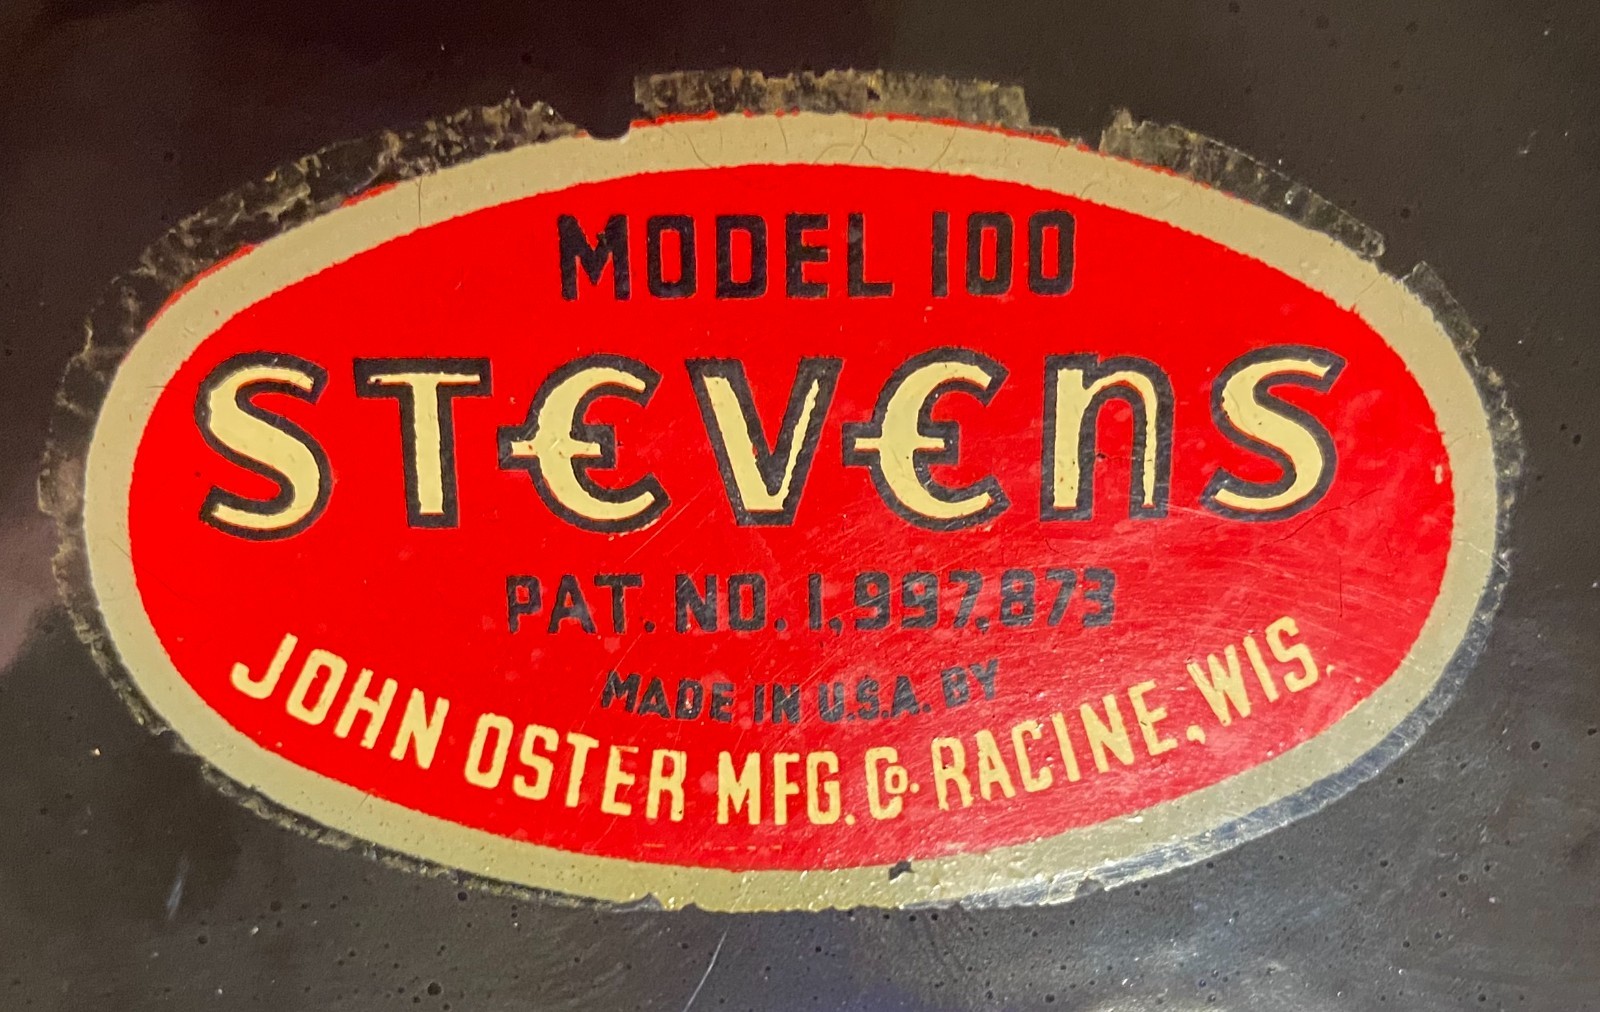 MODEL 100
STEVENS
PAT. NO. 1,997,873
MADE IN U.S.A. BY
JOHN OSTER MFG. Co. RACINE, WIS.